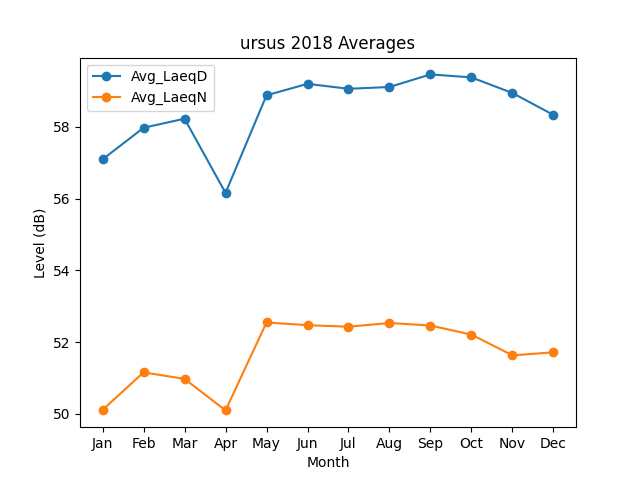 ursus 2018 Averages
Avg_LaeqD
Avg_LaeqN
Level (dB)
58
56
54
52
50
Jan Feb Mar Apr May Jun Jul Aug Sep Oct Nov Dec
Month